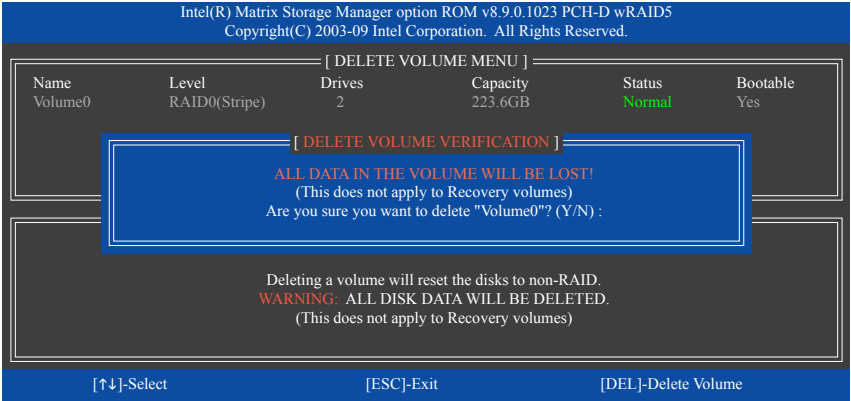 Intel(R) Matrix Storage Manager option ROM v8.9.0.1023 PCH-D wRAID5
Copyright(C) 2003-09 Intel Corporation. All Rights Reserved.
[ DELETE VOLUME MENU ]
Name Level Drives Capacity Status Bootable
Volume0 RAID0(Stripe) 2 223.6GB Normal Yes
[ DELETE VOLUME VERIFICATION ]
ALL DATA IN THE VOLUME WILL BE LOST!
(This does not apply to Recovery volumes)
Are you sure you want to delete "Volume0"? (Y/N) :
Deleting a volume will reset the disks to non-RAID.
WARNING: ALL DISK DATA WILL BE DELETED.
(This does not apply to Recovery volumes)
[↑↓]-Select [ESC]-Exit [DEL]-Delete Volume